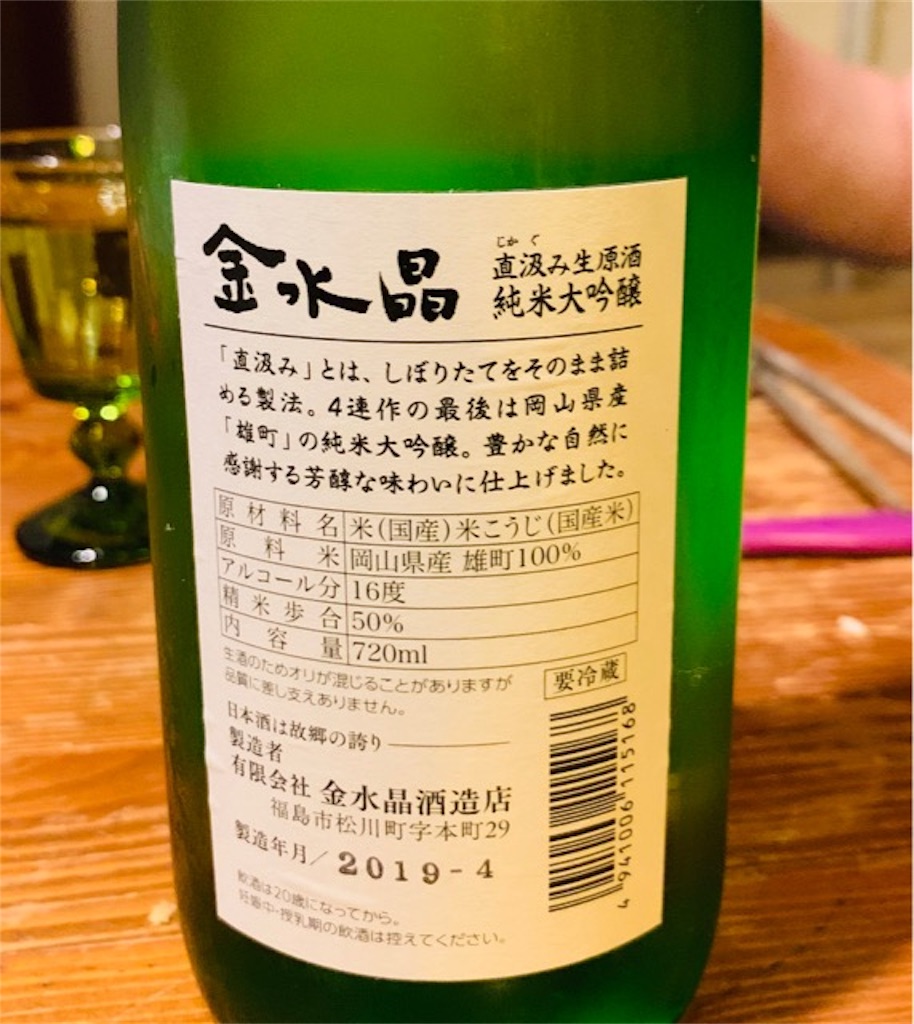 金水晶
じかぐ
直汲み生原酒
純米大吟醸
「直汲み」とは、しぼりたてをそのまま詰
める製法。4連作の最後は岡山県産
「雄町」の純米大吟醸。豊かな自然に
感謝する芳醇な味わいに仕上げました。
原材料名 米(国産)米こうじ(国産米)
原料米 岡山県産 雄町100%
アルコール分 16度
精米歩合 50%
内容量 720ml
生酒のためオリが混じることがありますが
品質に差し支えありません。
要冷蔵
日本酒は故郷の誇り
製造者
有限会社 金水晶酒造店
福島市松川町字本町29
製造年月/2019-4
飲酒は20歳になってから。
妊娠中・授乳期の飲酒は控えてください。
4941006115168